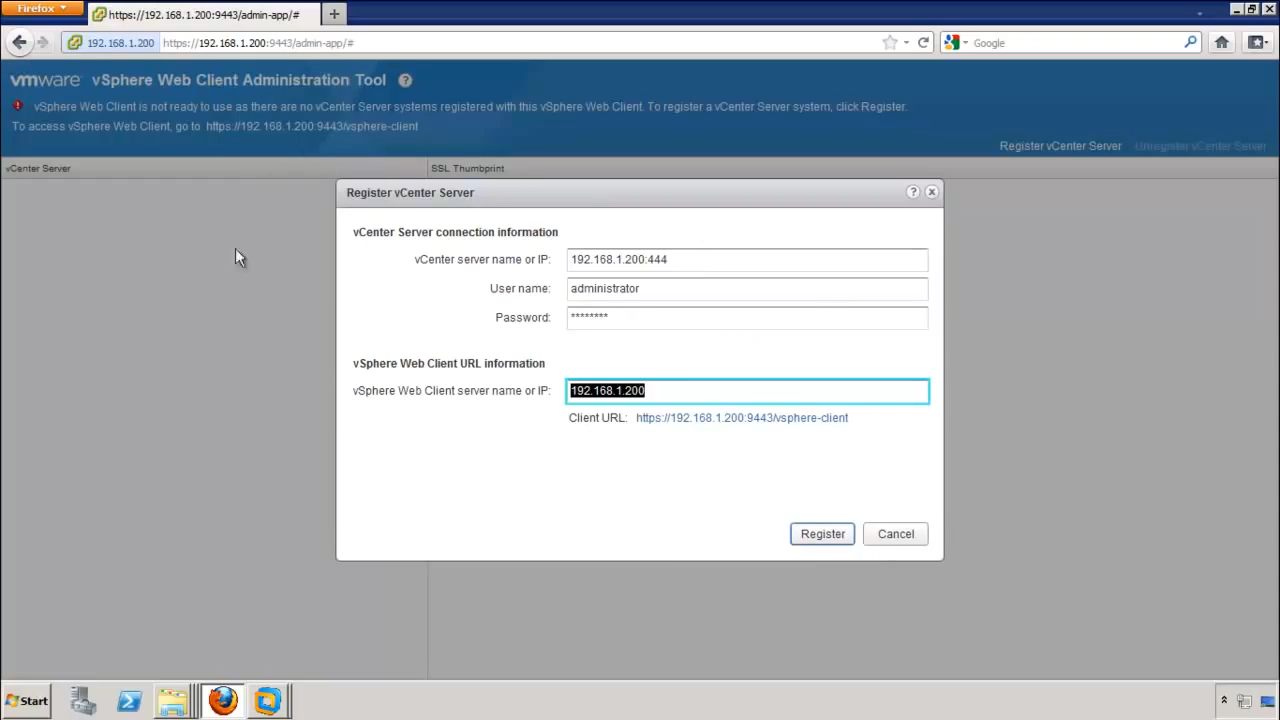 Firefox
https://192.168.1.200:9443/admin-app/#
192.168.1.200 https://192.168.1.200:9443/admin-app/# Google
vmware vSphere Web Client Administration Tool ?
vSphere Web Client is not ready to use as there are no vCenter Server systems registered with this vSphere Web Client. To register a vCenter Server system, click Register.
To access vSphere Web Client, go to https://192.168.1.200:9443/vsphere-client
Register vCenter Server Unregister vCenter Server
vCenter Server SSL Thumbprint
Register vCenter Server ? x
vCenter Server connection information
vCenter server name or IP: 192.168.1.200:444
User name: administrator
Password: ********
vSphere Web Client URL information
vSphere Web Client server name or IP: 192.168.1.200
Client URL: https://192.168.1.200:9443/vsphere-client
Register Cancel
Start